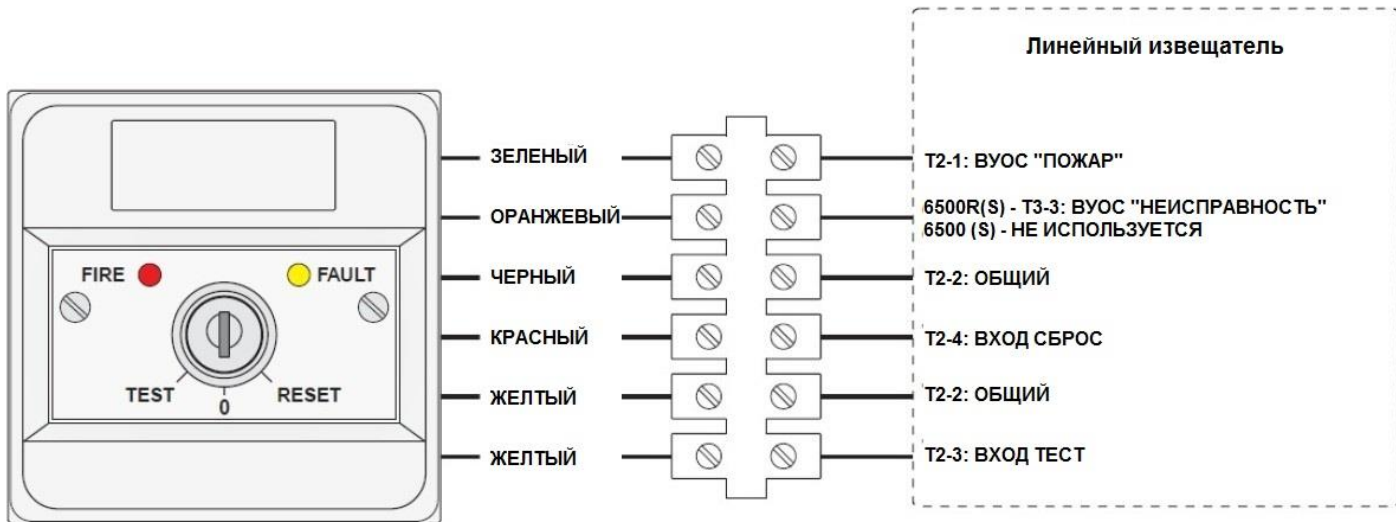 Линейный извещатель
ЗЕЛЕНЫЙ
T2-1: ВУОС "ПОЖАР"
ОРАНЖЕВЫЙ
6500R(S) - T3-3: ВУОС "НЕИСПРАВНОСТЬ"
6500 (S) - НЕ ИСПОЛЬЗУЕТСЯ
FIRE
FAULT
ЧЕРНЫЙ
T2-2: ОБЩИЙ
КРАСНЫЙ
T2-4: ВХОД СБРОС
TEST
0
RESET
ЖЕЛТЫЙ
T2-2: ОБЩИЙ
ЖЕЛТЫЙ
T2-3: ВХОД ТЕСТ